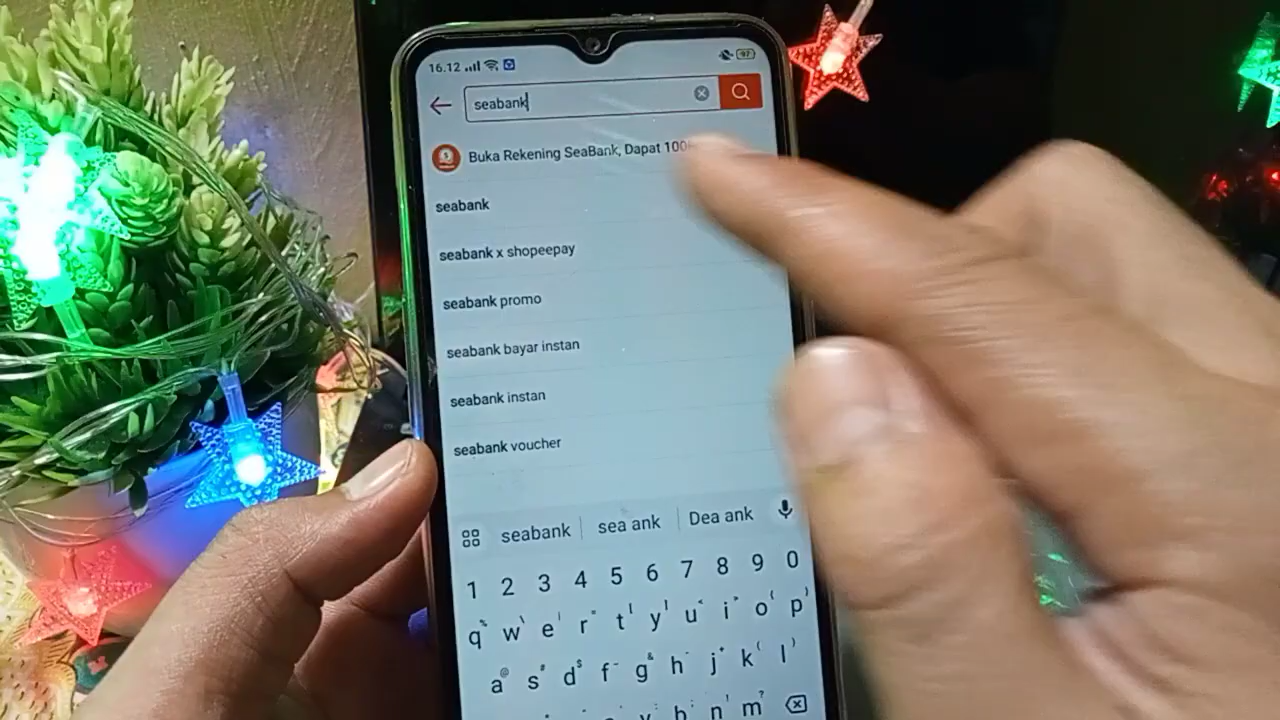 16.12
97
seabank
Buka Rekening SeaBank, Dapat 100
seabank
seabank x shopeepay
seabank promo
seabank bayar instan
seabank instan
seabank voucher
seabank sea ank Dea ank
1 2 3 4 5 6 7 8 9 0
q w e r t y u i o p
a s d f g h j k l
b n m